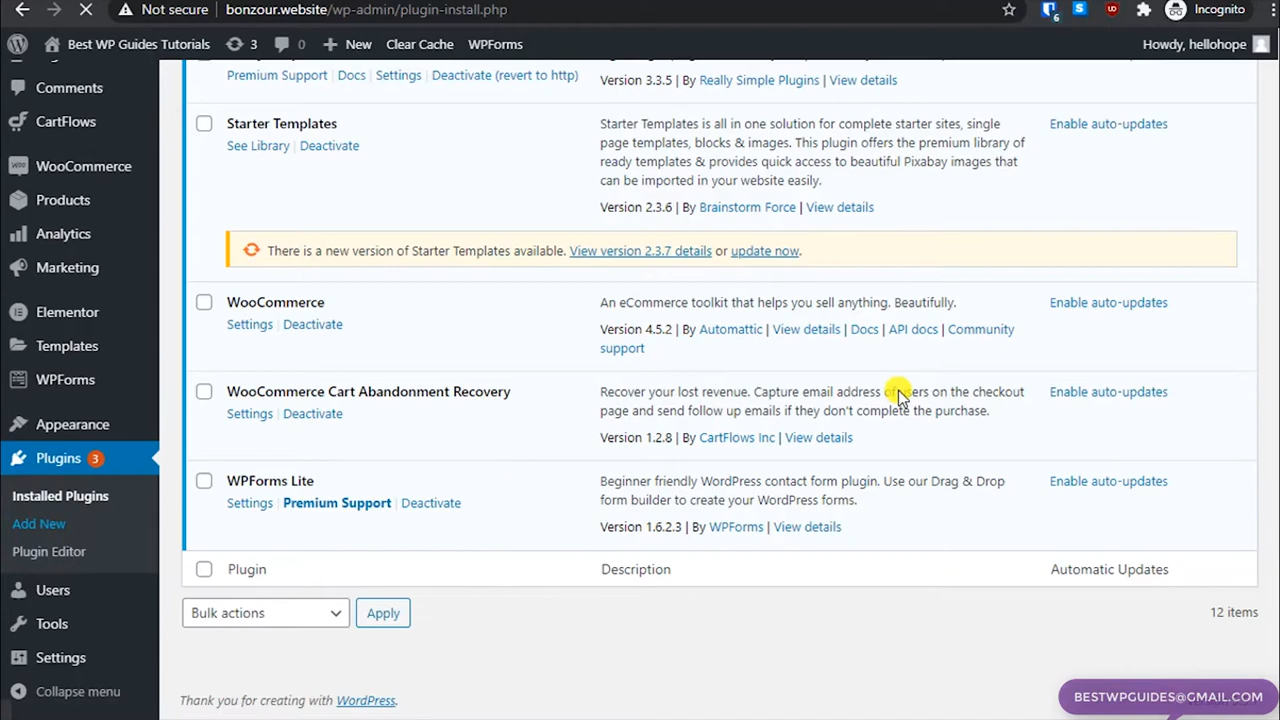 Not secure | bonzour.website/wp-admin/plugin-install.php
6
Incognito
Best WP Guides Tutorials 3 0 New Clear Cache WPForms
Howdy, hellohope
Comments
CartFlows
WooCommerce
Products
Analytics
Marketing
Elementor
Templates
WPForms
Appearance
Plugins 3
Installed Plugins
Add New
Plugin Editor
Users
Tools
Settings
Collapse menu
Premium Support | Docs | Settings | Deactivate (revert to http)
Version 3.3.5 | By Really Simple Plugins | View details
Starter Templates
See Library | Deactivate
Starter Templates is all in one solution for complete starter sites, single
page templates, blocks & images. This plugin offers the premium library of
ready templates & provides quick access to beautiful Pixabay images that
can be imported in your website easily.
Version 2.3.6 | By Brainstorm Force | View details
Enable auto-updates
There is a new version of Starter Templates available. View version 2.3.7 details or update now.
WooCommerce
Settings | Deactivate
An eCommerce toolkit that helps you sell anything. Beautifully.
Version 4.5.2 | By Automattic | View details | Docs | API docs | Community
support
Enable auto-updates
WooCommerce Cart Abandonment Recovery
Settings | Deactivate
Recover your lost revenue. Capture email address of users on the checkout
page and send follow up emails if they don't complete the purchase.
Version 1.2.8 | By CartFlows Inc | View details
Enable auto-updates
WPForms Lite
Settings | Premium Support | Deactivate
Beginner friendly WordPress contact form plugin. Use our Drag & Drop
form builder to create your WordPress forms.
Version 1.6.2.3 | By WPForms | View details
Enable auto-updates
Plugin
Description
Automatic Updates
Bulk actions
Apply
12 items
Thank you for creating with WordPress.
BESTWPGUIDES@GMAIL.COM